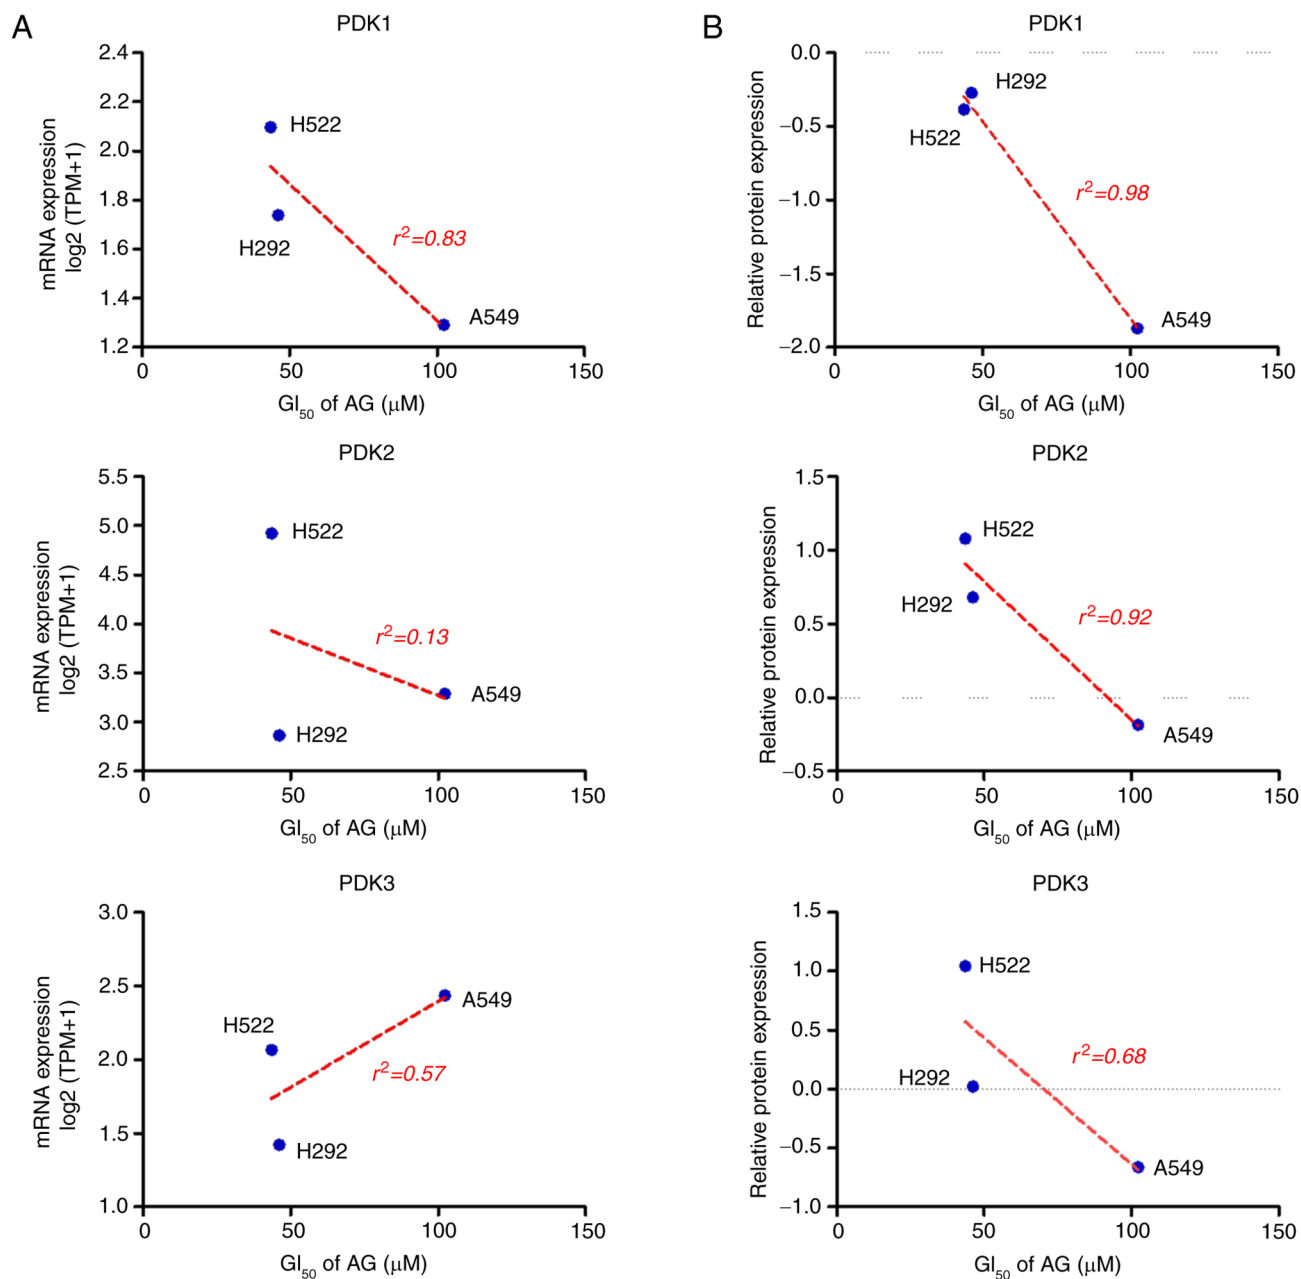 A
PDK1
mRNA expression
log2 (TPM+1)
2.4
2.2
2.0
1.8
1.6
1.4
1.2
H522
H292
r²=0.83
A549
0 50 100 150
GI₅₀ of AG (μM)
B
PDK1
Relative protein expression
0.0
−0.5
−1.0
−1.5
−2.0
H292
H522
r²=0.98
A549
0 50 100 150
GI₅₀ of AG (μM)
PDK2
mRNA expression
log2 (TPM+1)
5.5
5.0
4.5
4.0
3.5
3.0
2.5
H522
r²=0.13
A549
H292
0 50 100 150
GI₅₀ of AG (μM)
PDK2
Relative protein expression
1.5
1.0
0.5
0.0
−0.5
H522
H292
r²=0.92
A549
0 50 100 150
GI₅₀ of AG (μM)
PDK3
mRNA expression
log2 (TPM+1)
3.0
2.5
2.0
1.5
1.0
A549
H522
r²=0.57
H292
0 50 100 150
GI₅₀ of AG (μM)
PDK3
Relative protein expression
1.5
1.0
0.5
0.0
−0.5
−1.0
H522
r²=0.68
H292
A549
0 50 100 150
GI₅₀ of AG (μM)